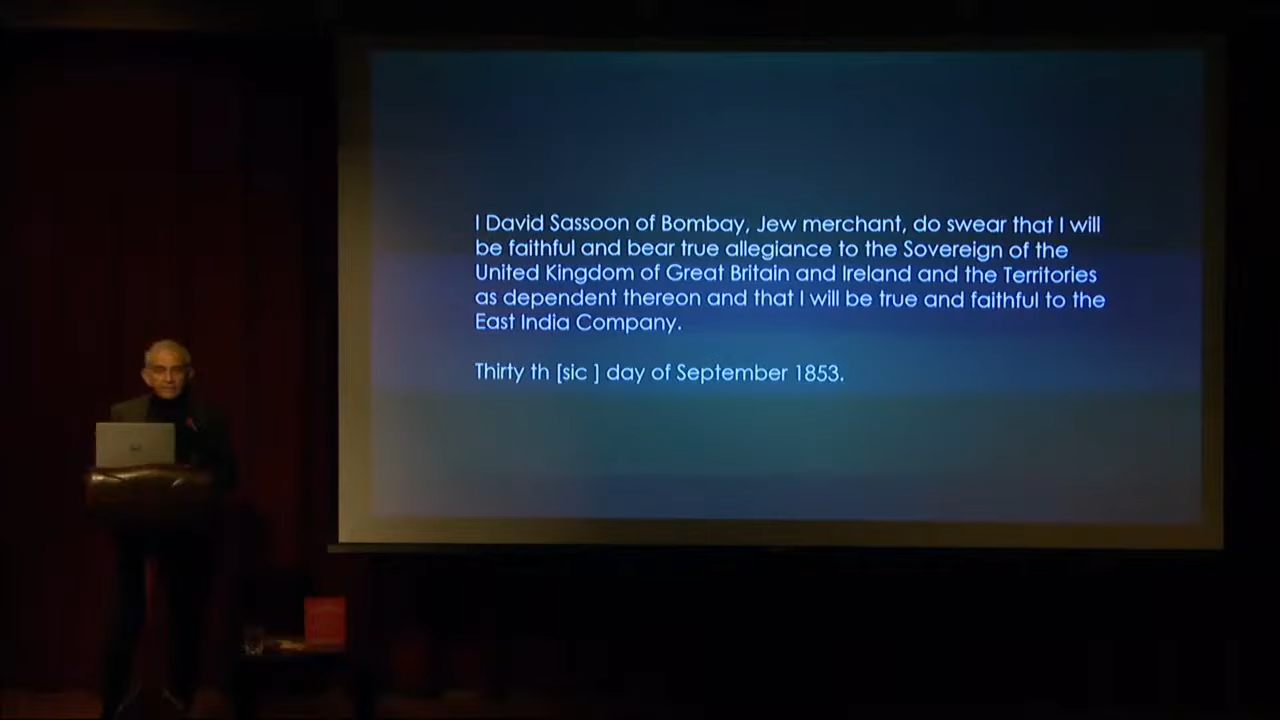 I David Sassoon of Bombay, Jew merchant, do swear that I will
be faithful and bear true allegiance to the Sovereign of the
United Kingdom of Great Britain and Ireland and the Territories
as dependent thereon and that I will be true and faithful to the
East India Company.
Thirty th [sic ] day of September 1853.